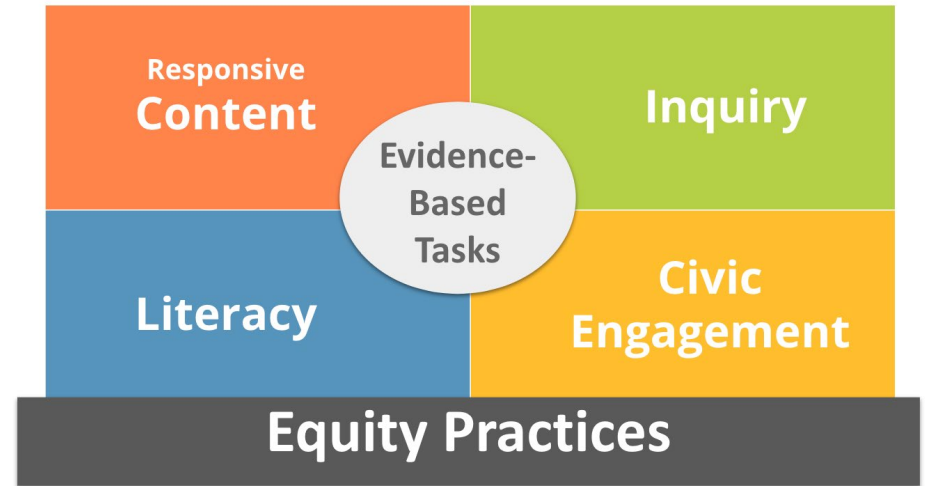 Responsive
Content
Inquiry
Evidence-
Based
Tasks
Literacy
Civic
Engagement
Equity Practices